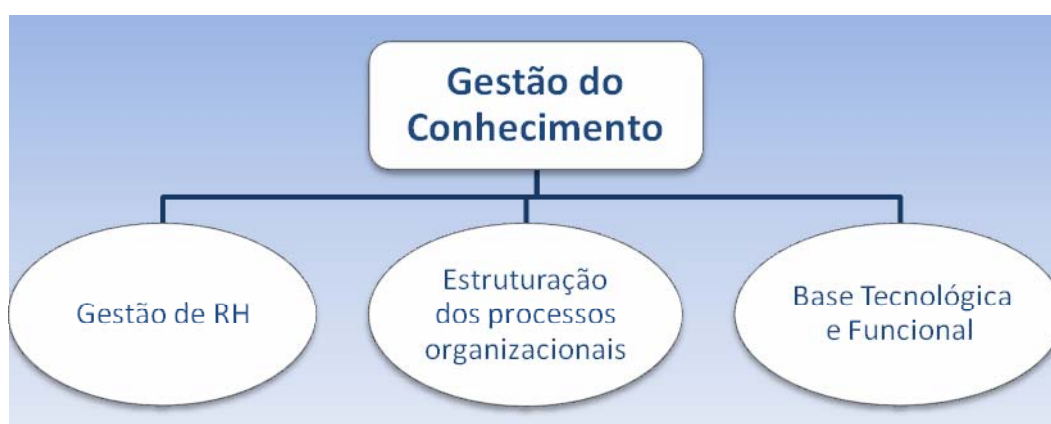 Gestão do
Conhecimento
Gestão de RH
Estruturação
dos processos
organizacionais
Base Tecnológica
e Funcional